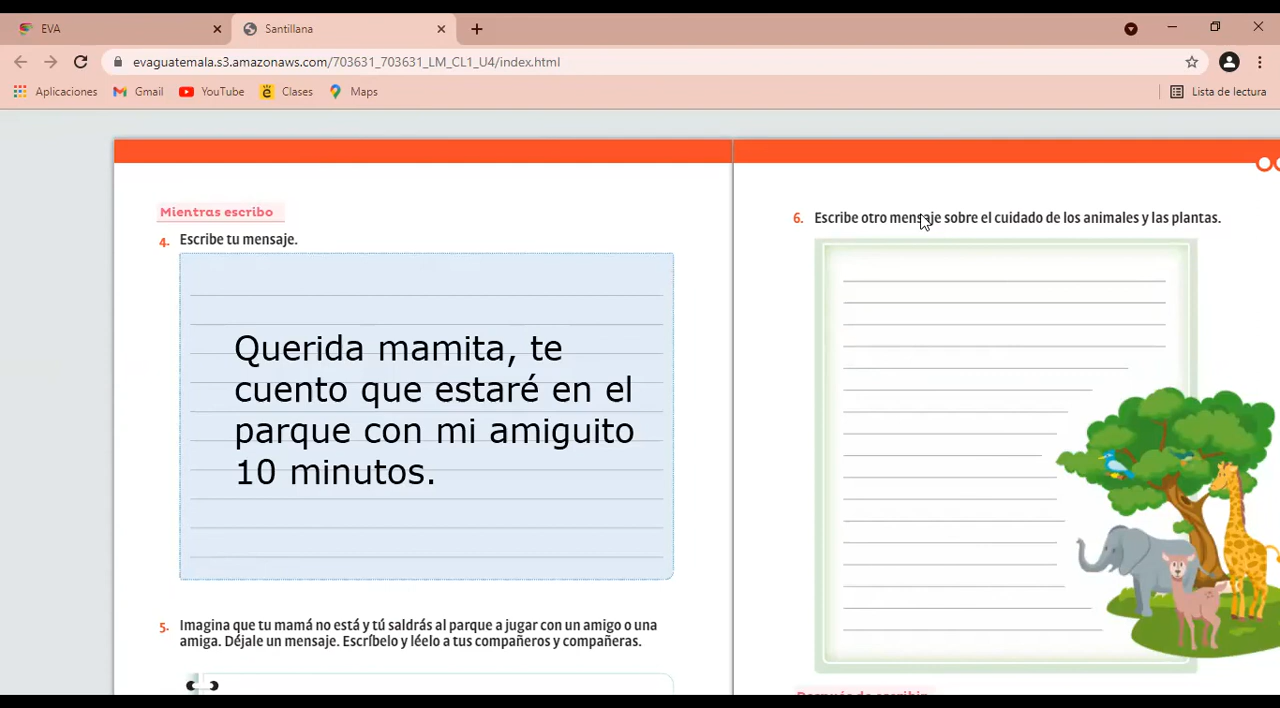 EVA
Santillana
evaguatemala.s3.amazonaws.com/703631_703631_LM_CL1_U4/index.html
Aplicaciones Gmail YouTube Clases Maps Lista de lectura
Mientras escribo
4. Escribe tu mensaje.
Querida mamita, te
cuento que estaré en el
parque con mi amiguito
10 minutos.
5. Imagina que tu mamá no está y tú saldrás al parque a jugar con un amigo o una
amiga. Déjale un mensaje. Escríbelo y léelo a tus compañeros y compañeras.
6. Escribe otro mensaje sobre el cuidado de los animales y las plantas.
Después de escribir